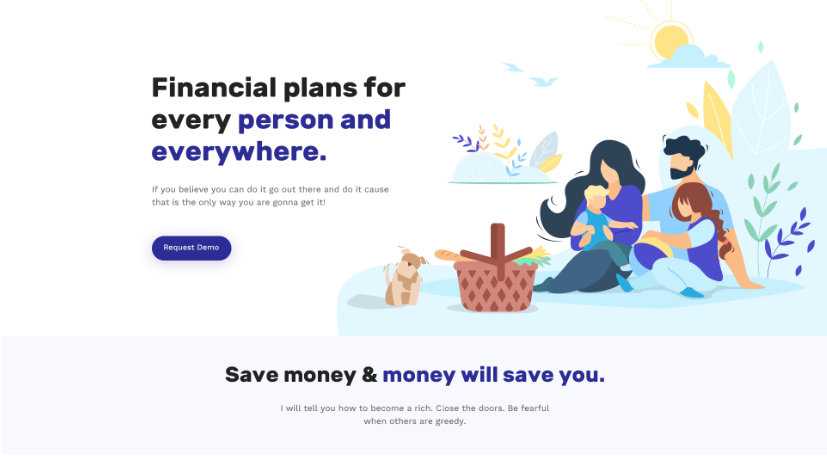 Financial plans for
every person and
everywhere.
If you believe you can do it go out there and do it cause
that is the only way you are gonna get it!
Request Demo
Save money & money will save you.
I will tell you how to become a rich. Close the doors. Be fearful
when others are greedy.